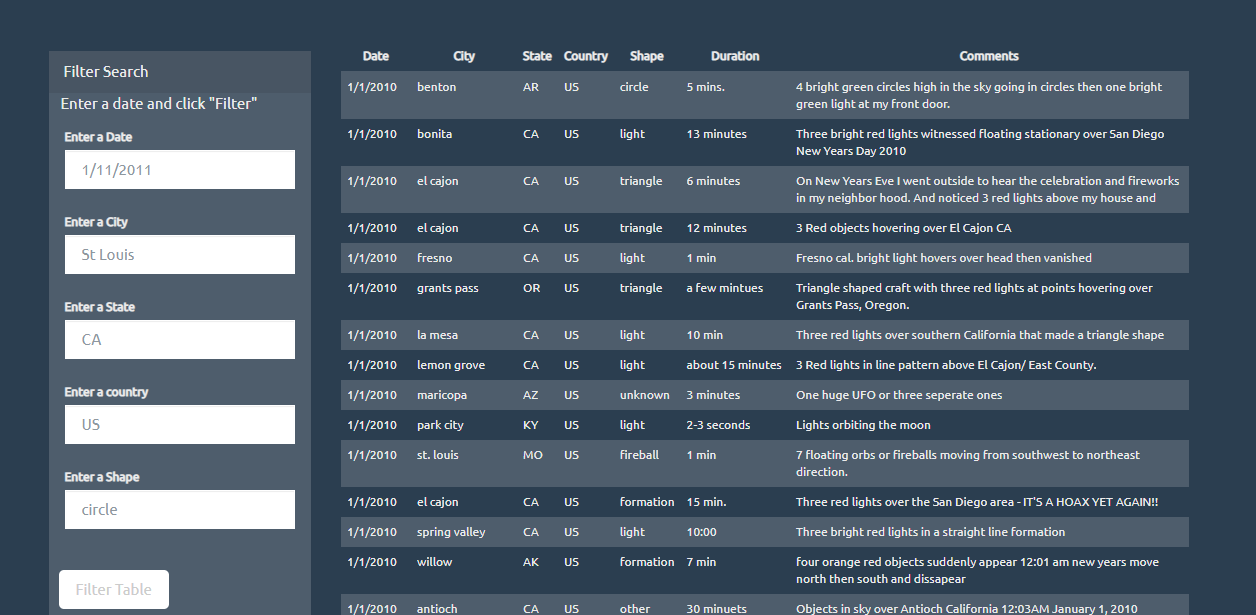 Filter Search
Enter a date and click "Filter"
Enter a Date
1/11/2011
Enter a City
St Louis
Enter a State
CA
Enter a country
US
Enter a Shape
circle
Filter Table
Date City State Country Shape Duration Comments
1/1/2010 benton AR US circle 5 mins. 4 bright green circles high in the sky going in circles then one bright
green light at my front door.
1/1/2010 bonita CA US light 13 minutes Three bright red lights witnessed floating stationary over San Diego
New Years Day 2010
1/1/2010 el cajon CA US triangle 6 minutes On New Years Eve I went outside to hear the celebration and fireworks
in my neighbor hood. And noticed 3 red lights above my house and
1/1/2010 el cajon CA US triangle 12 minutes 3 Red objects hovering over El Cajon CA
1/1/2010 fresno CA US light 1 min Fresno cal. bright light hovers over head then vanished
1/1/2010 grants pass OR US triangle a few mintues Triangle shaped craft with three red lights at points hovering over
Grants Pass, Oregon.
1/1/2010 la mesa CA US light 10 min Three red lights over southern California that made a triangle shape
1/1/2010 lemon grove CA US light about 15 minutes 3 Red lights in line pattern above El Cajon/ East County.
1/1/2010 maricopa AZ US unknown 3 minutes One huge UFO or three seperate ones
1/1/2010 park city KY US light 2-3 seconds Lights orbiting the moon
1/1/2010 st. louis MO US fireball 1 min 7 floating orbs or fireballs moving from southwest to northeast
direction.
1/1/2010 el cajon CA US formation 15 min. Three red lights over the San Diego area - IT'S A HOAX YET AGAIN!!
1/1/2010 spring valley CA US light 10:00 Three bright red lights in a straight line formation
1/1/2010 willow AK US formation 7 min four orange red objects suddenly appear 12:01 am new years move
north then south and dissapear
1/1/2010 antioch CA US other 30 minuets Objects in sky over Antioch California 12:03AM January 1, 2010